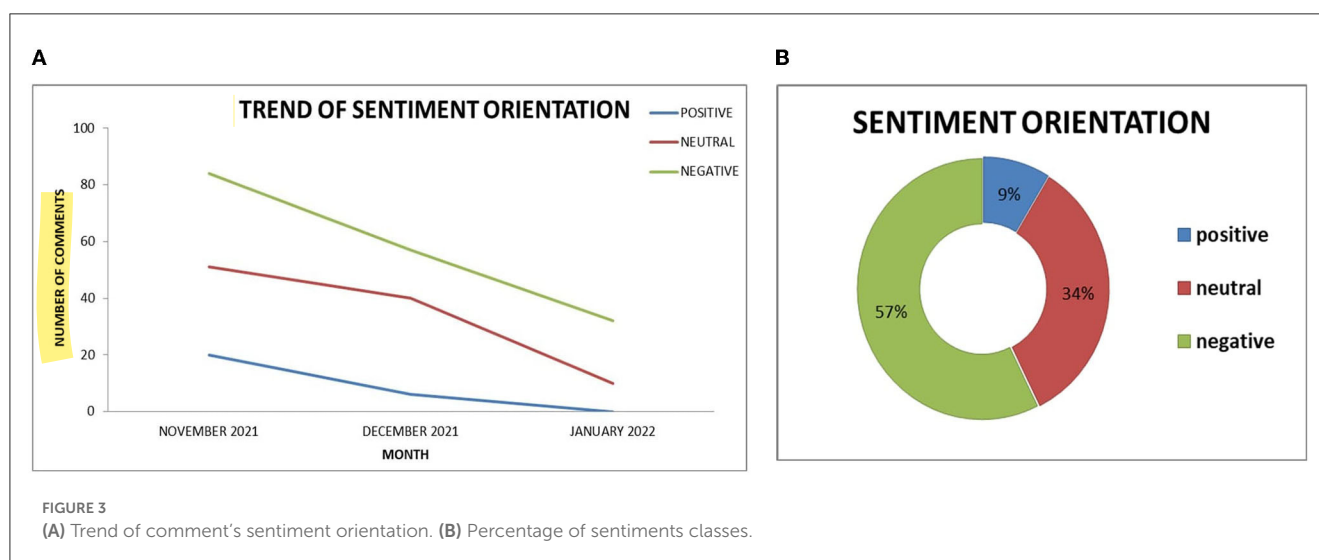 A
TREND OF SENTIMENT ORIENTATION
POSITIVE
NEUTRAL
NEGATIVE
100
80
60
40
20
0
NUMBER OF COMMENTS
NOVEMBER 2021 DECEMBER 2021 JANUARY 2022
MONTH
B
SENTIMENT ORIENTATION
9%
34%
57%
positive
neutral
negative
FIGURE 3
(A) Trend of comment's sentiment orientation. (B) Percentage of sentiments classes.